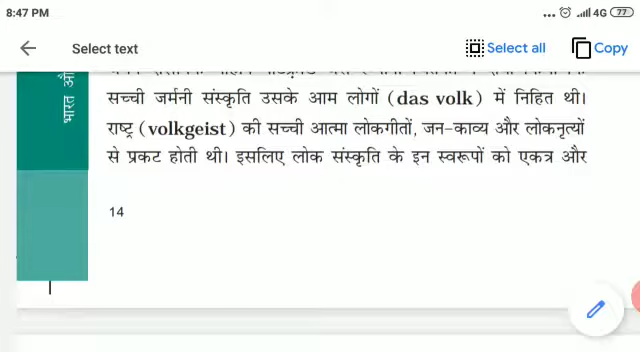 8:47 PM
... 4G 77
Select text
Select all
Copy
भारत औ
सच्ची जर्मनी संस्कृति उसके आम लोगों (das volk) में निहित थी।
राष्ट्र (volkgeist) की सच्ची आत्मा लोकगीतों, जन-काव्य और लोकनृत्यों
से प्रकट होती थी। इसलिए लोक संस्कृति के इन स्वरूपों को एकत्र और
14